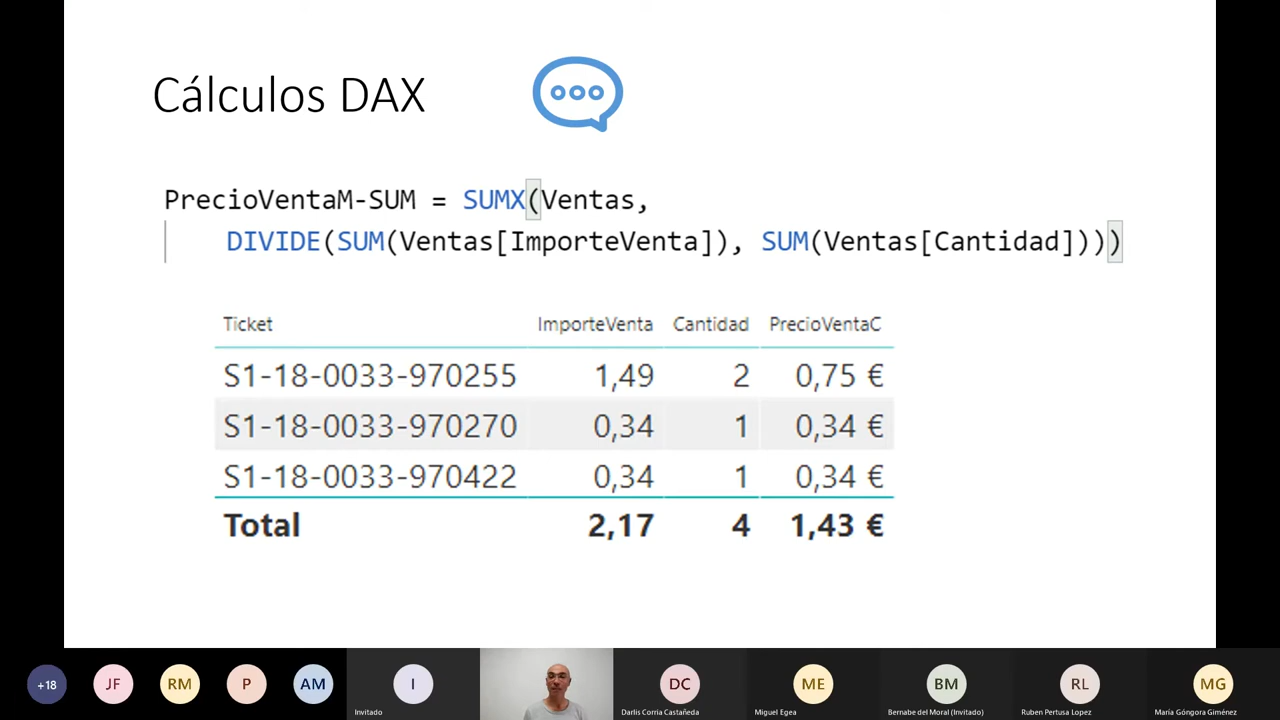 Cálculos DAX
PrecioVentaM-SUM = SUMX(Ventas,
DIVIDE(SUM(Ventas[ImporteVenta]), SUM(Ventas[Cantidad])))
Ticket ImporteVenta Cantidad PrecioVentaC
S1-18-0033-970255 1,49 2 0,75 €
S1-18-0033-970270 0,34 1 0,34 €
S1-18-0033-970422 0,34 1 0,34 €
Total 2,17 4 1,43 €
+18 JF RM P AM I DC ME BM RL MG
Invitado Darlis Corria Castañeda Miguel Egea Bernabe del Moral (Invitado) Ruben Pertusa Lopez María Góngora Giménez